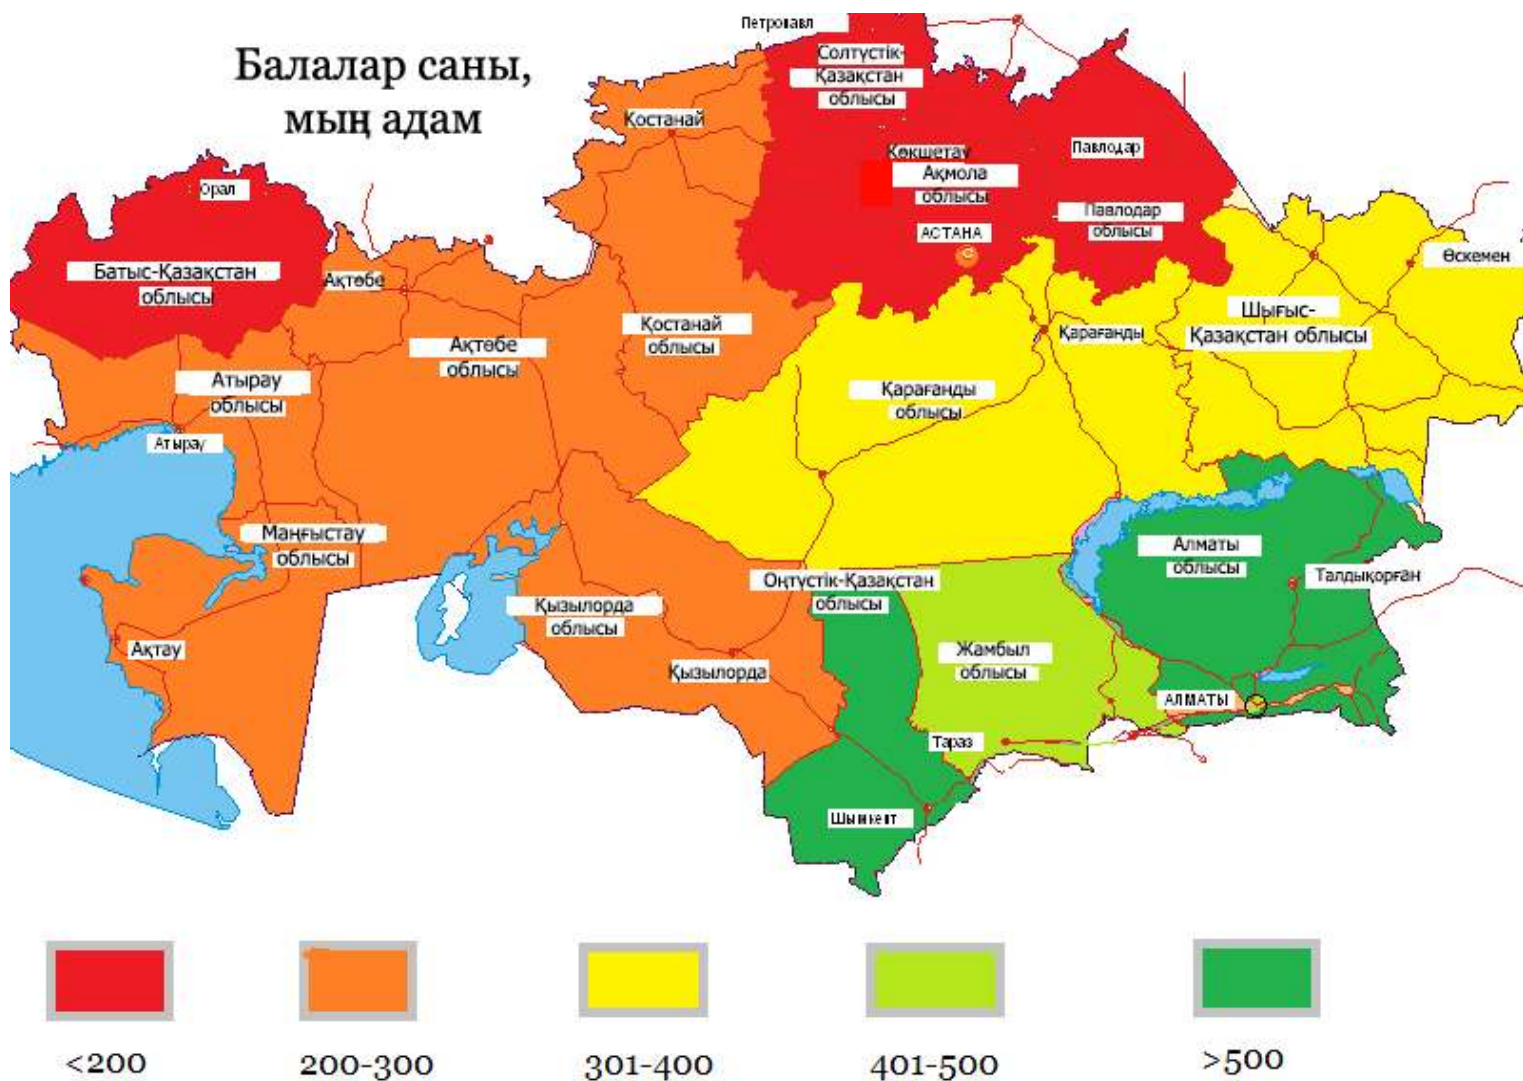 Балалар саны,
мың адам
Петропавл
Солтүстік-
Қазақстан
облысы
Қостанай
Көкшетау
Ақмола
облысы
Павлодар
Павлодар
облысы
АСТАНА
Орал
Батыс-Қазақстан
облысы
Ақтөбе
Ақтөбе
облысы
Қостанай
облысы
Өскемен
Шығыс-
Қазақстан облысы
Қарағанды
Қарағанды
облысы
Атырау
облысы
Атырау
Маңғыстау
облысы
Ақтау
Қызылорда
облысы
Қызылорда
Оңтүстік-Қазақстан
облысы
Жамбыл
облысы
Тараз
Шымкент
Алматы
облысы
Талдықорған
АЛМАТЫ
<200
200-300
301-400
401-500
>500